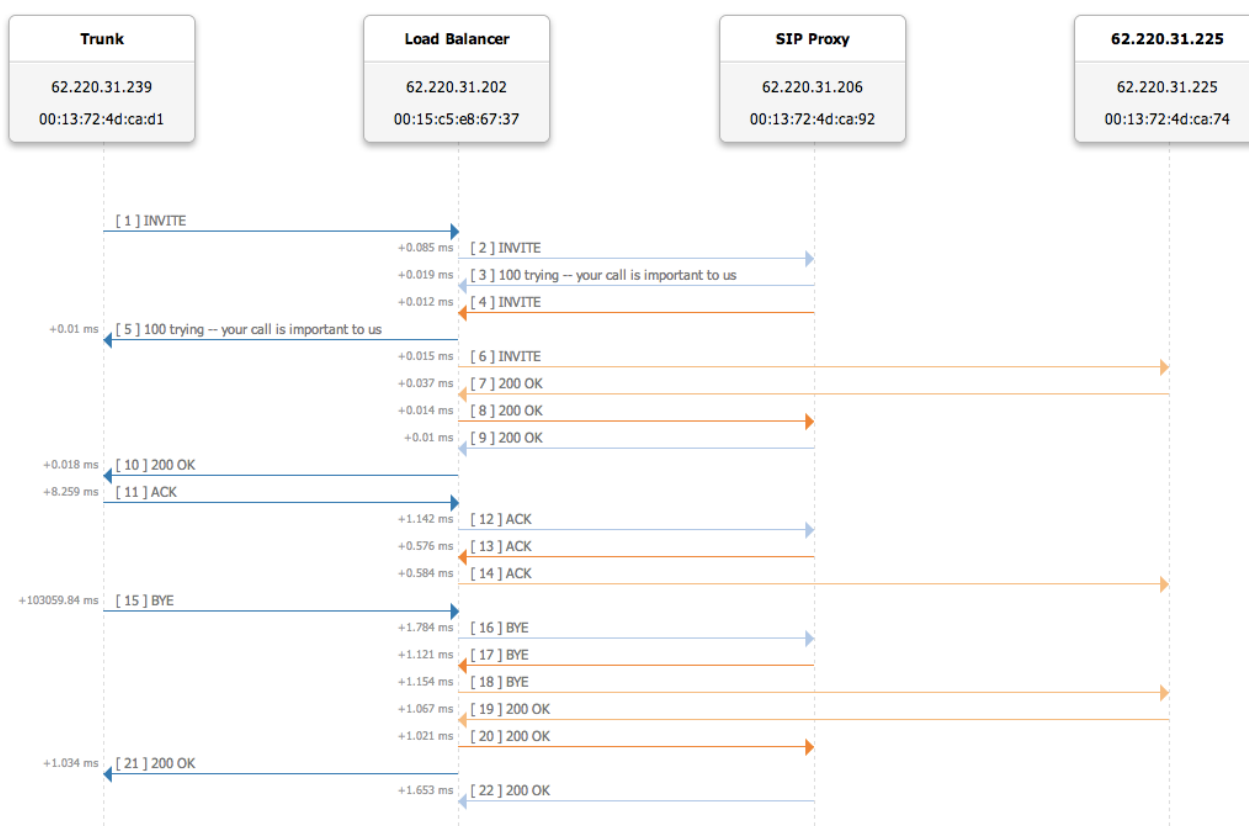 Trunk
62.220.31.239
00:13:72:4d:ca:d1
Load Balancer
62.220.31.202
00:15:c5:e8:67:37
SIP Proxy
62.220.31.206
00:13:72:4d:ca:92
62.220.31.225
62.220.31.225
00:13:72:4d:ca:74
[ 1 ] INVITE
+0.085 ms [ 2 ] INVITE
+0.019 ms [ 3 ] 100 trying -- your call is important to us
+0.012 ms [ 4 ] INVITE
+0.01 ms [ 5 ] 100 trying -- your call is important to us
+0.015 ms [ 6 ] INVITE
+0.037 ms [ 7 ] 200 OK
+0.014 ms [ 8 ] 200 OK
+0.01 ms [ 9 ] 200 OK
+0.018 ms [ 10 ] 200 OK
+8.259 ms [ 11 ] ACK
+1.142 ms [ 12 ] ACK
+0.576 ms [ 13 ] ACK
+0.584 ms [ 14 ] ACK
+103059.84 ms [ 15 ] BYE
+1.784 ms [ 16 ] BYE
+1.121 ms [ 17 ] BYE
+1.154 ms [ 18 ] BYE
+1.067 ms [ 19 ] 200 OK
+1.021 ms [ 20 ] 200 OK
+1.034 ms [ 21 ] 200 OK
+1.653 ms [ 22 ] 200 OK